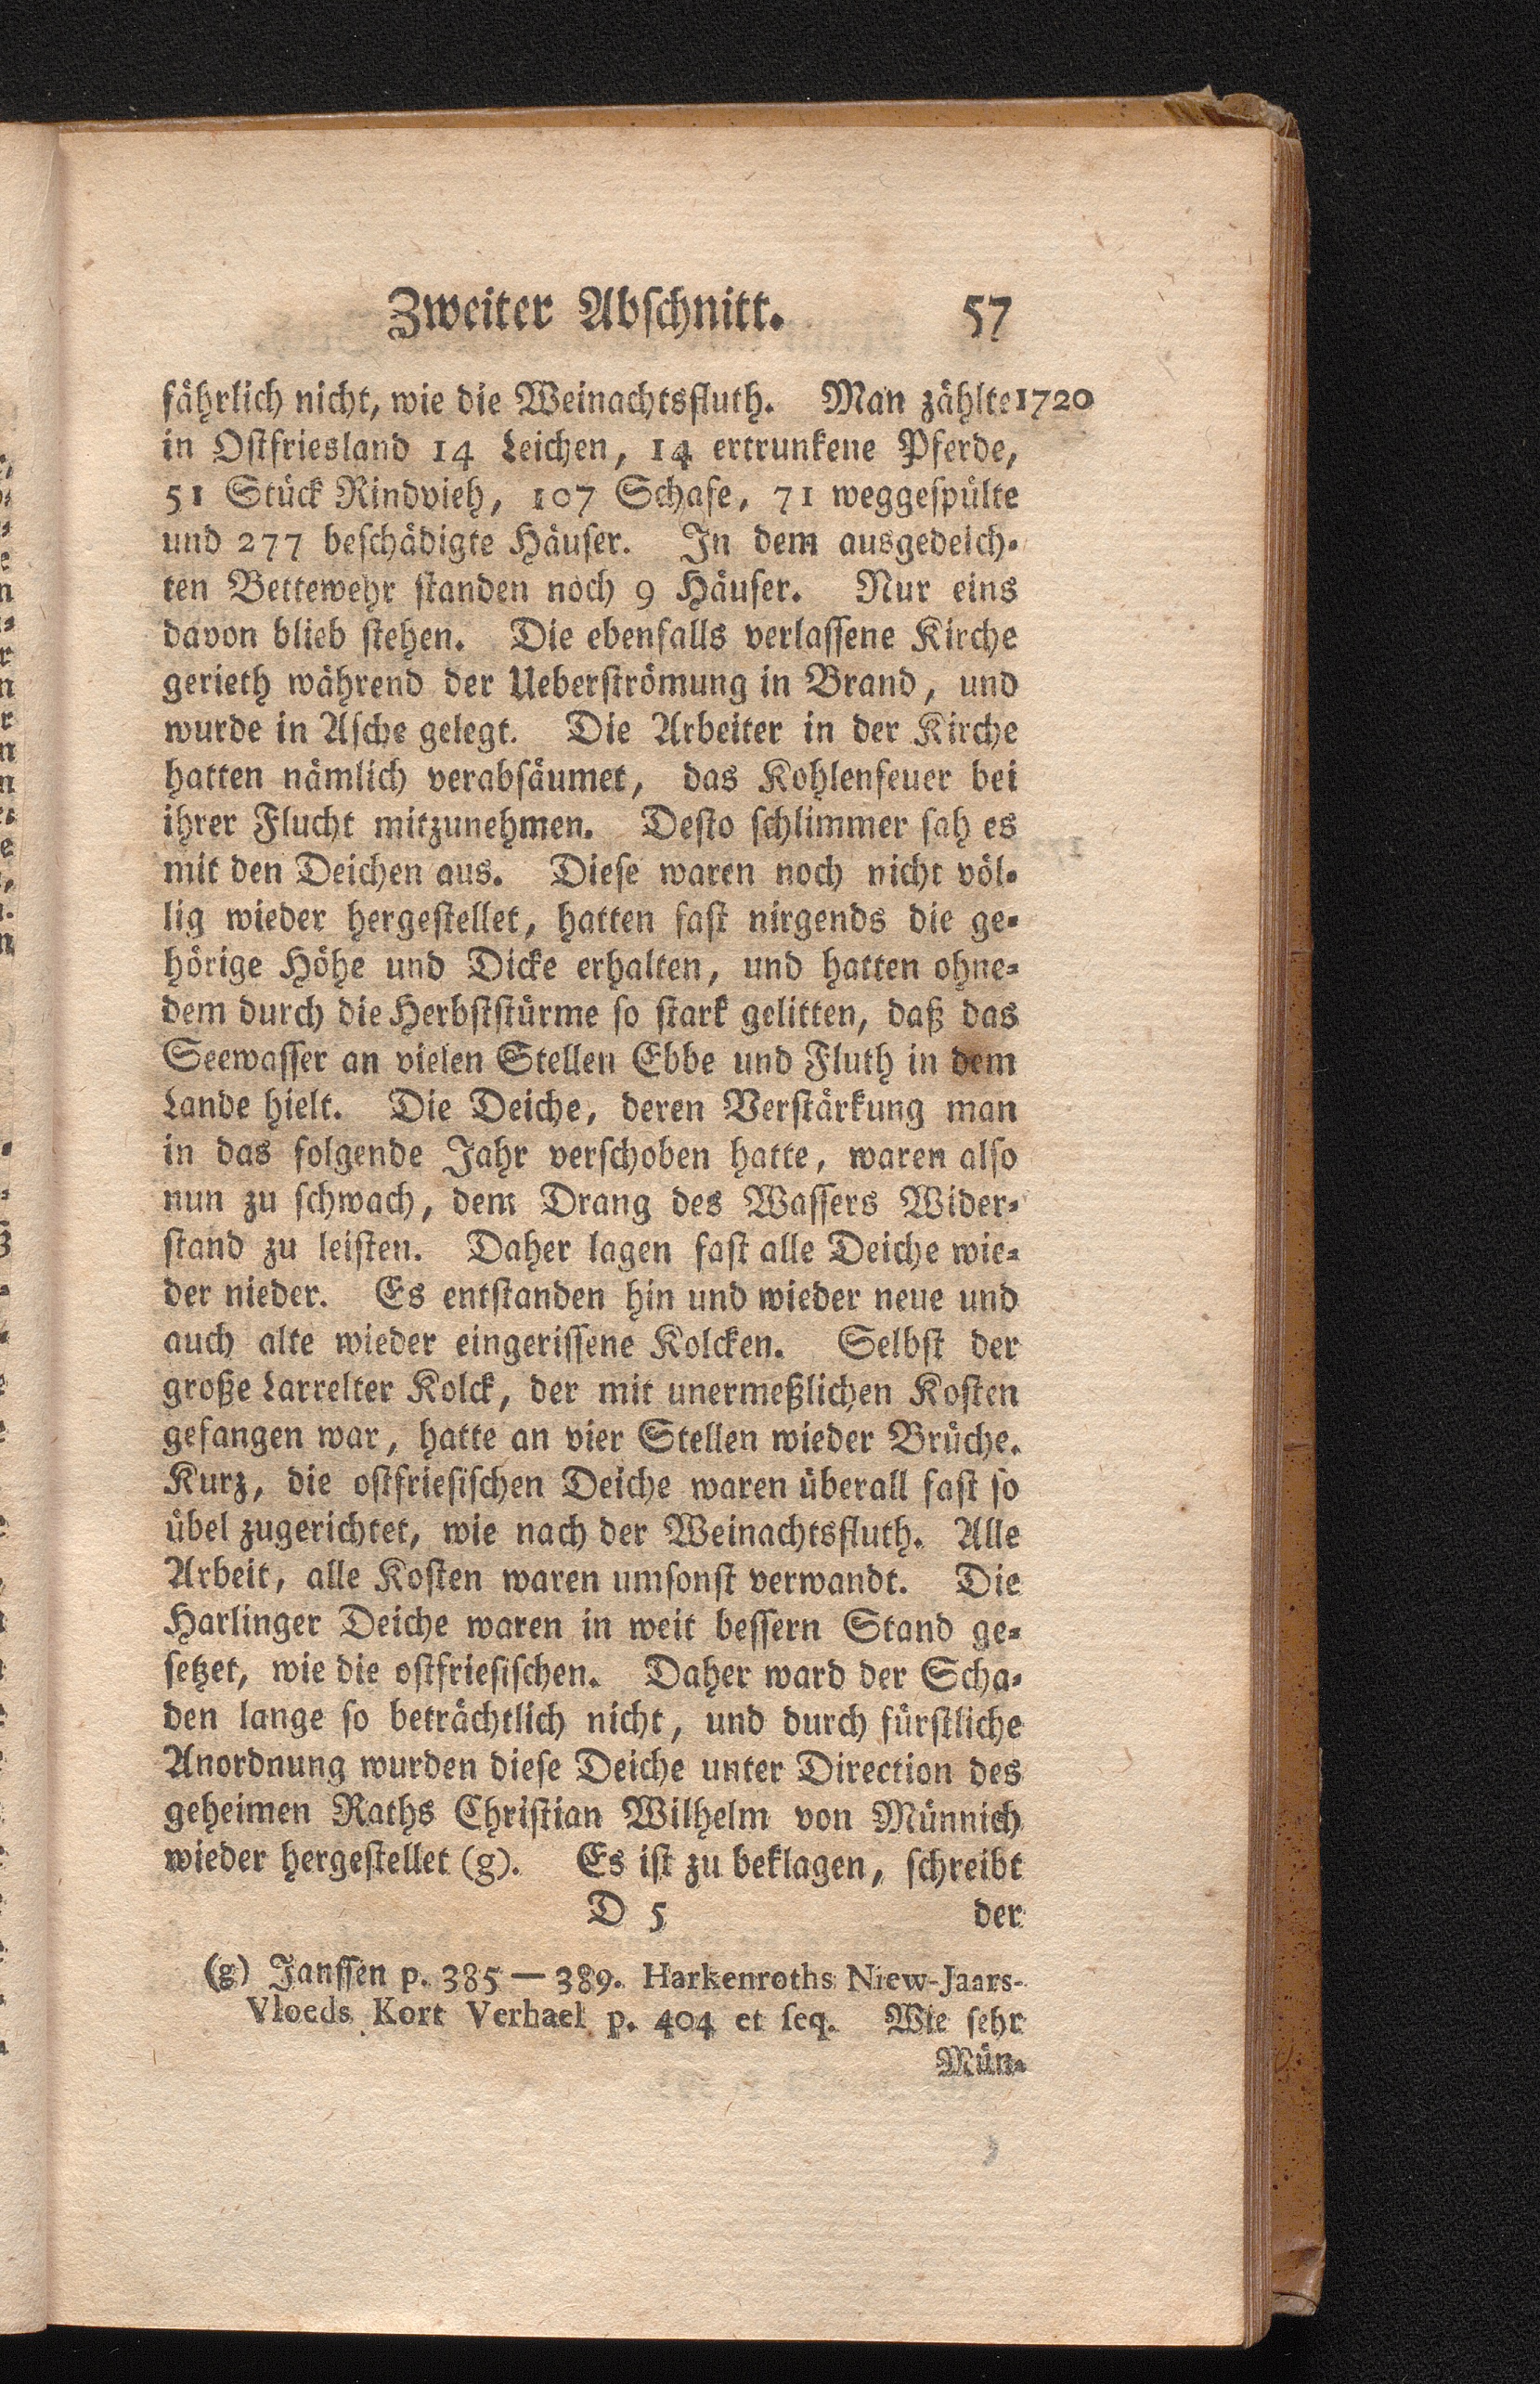 Zweiter Abschnitt. 57
fährlich nicht, wie die Weinachtsfluth. Man zählte 1720
in Ostfriesland 14 Leichen, 14 ertrunkene Pferde,
51 Stück Rindvieh, 107 Schafe, 71 weggespülte
und 277 beschädigte Häuser. In dem ausgedeich-
ten Bettewehr standen noch 9 Häuser. Nur eins
davon blieb stehen. Die ebenfalls verlassene Kirche
gerieth während der Ueberströmung in Brand, und
wurde in Asche gelegt. Die Arbeiter in der Kirche
hatten nämlich verabsäumet, das Kohlenfeuer bei
ihrer Flucht mitzunehmen. Desto schlimmer sah es
mit den Deichen aus. Diese waren noch nicht völ-
lig wieder hergestellet, hatten fast nirgends die ge-
hörige Höhe und Dicke erhalten, und hatten ohne-
dem durch die Herbststürme so stark gelitten, daß das
Seewasser an vielen Stellen Ebbe und Fluth in dem
Lande hielt. Die Deiche, deren Verstärkung man
in das folgende Jahr verschoben hatte, waren also
nun zu schwach, dem Drang des Wassers Wider-
stand zu leisten. Daher lagen fast alle Deiche wie-
der nieder. Es entstanden hin und wieder neue und
auch alte wieder eingerissene Kolcken. Selbst der
große Larrelter Kolck, der mit unermeßlichen Kosten
gefangen war, hatte an vier Stellen wieder Brüche.
Kurz, die ostfriesischen Deiche waren überall fast so
übel zugerichtet, wie nach der Weinachtsfluth. Alle
Arbeit, alle Kosten waren umsonst verwandt. Die
Harlinger Deiche waren in weit bessern Stand ge-
setzet, wie die ostfriesischen. Daher ward der Scha-
den lange so beträchtlich nicht, und durch fürstliche
Anordnung wurden diese Deiche unter Direction des
geheimen Raths Christian Wilhelm von Münnich
wieder hergestellet (g). Es ist zu beklagen, schreibt
D 5 der
(g) Janssen p. 385 — 389. Harkenroths Niew-Jaars-
Vloeds Kort Verhael p. 404 et seq. Wie sehr
Mün-